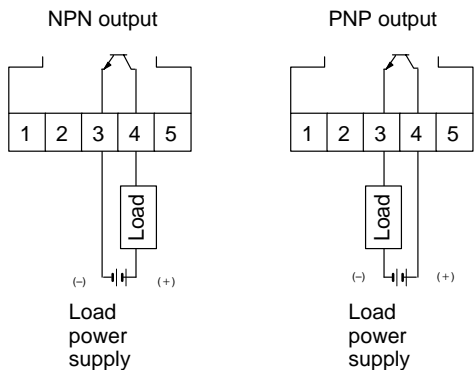 NPN output
PNP output
1 2 3 4 5
1 2 3 4 5
Load
Load
(−) (+)
(−) (+)
Load
power
supply
Load
power
supply